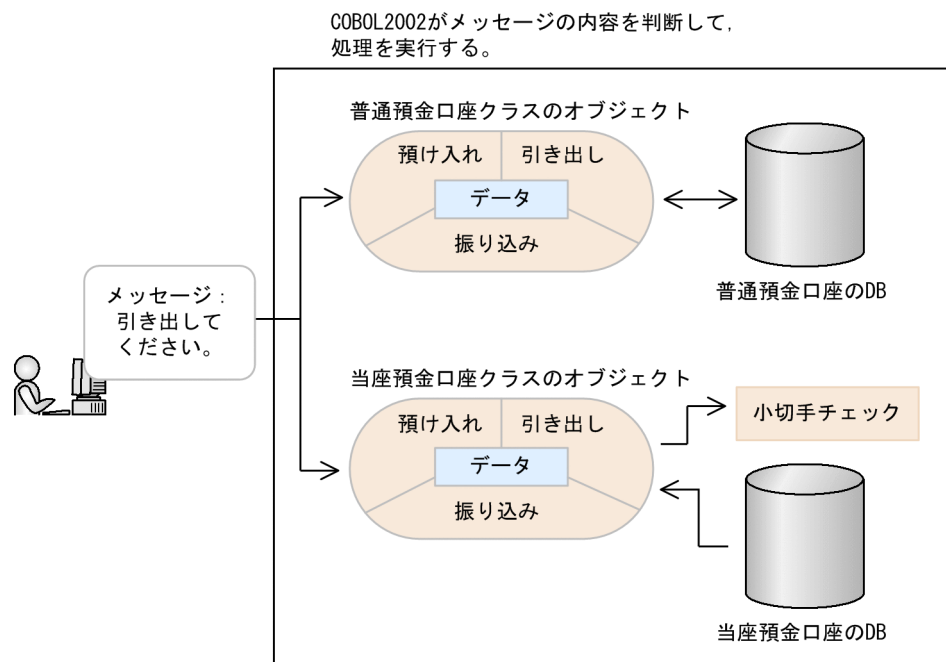 COBOL2002がメッセージの内容を判断して,
処理を実行する。
普通預金口座クラスのオブジェクト
預け入れ
引き出し
データ
振り込み
普通預金口座のDB
メッセージ：
引き出して
ください。
当座預金口座クラスのオブジェクト
預け入れ
引き出し
データ
振り込み
小切手チェック
当座預金口座のDB